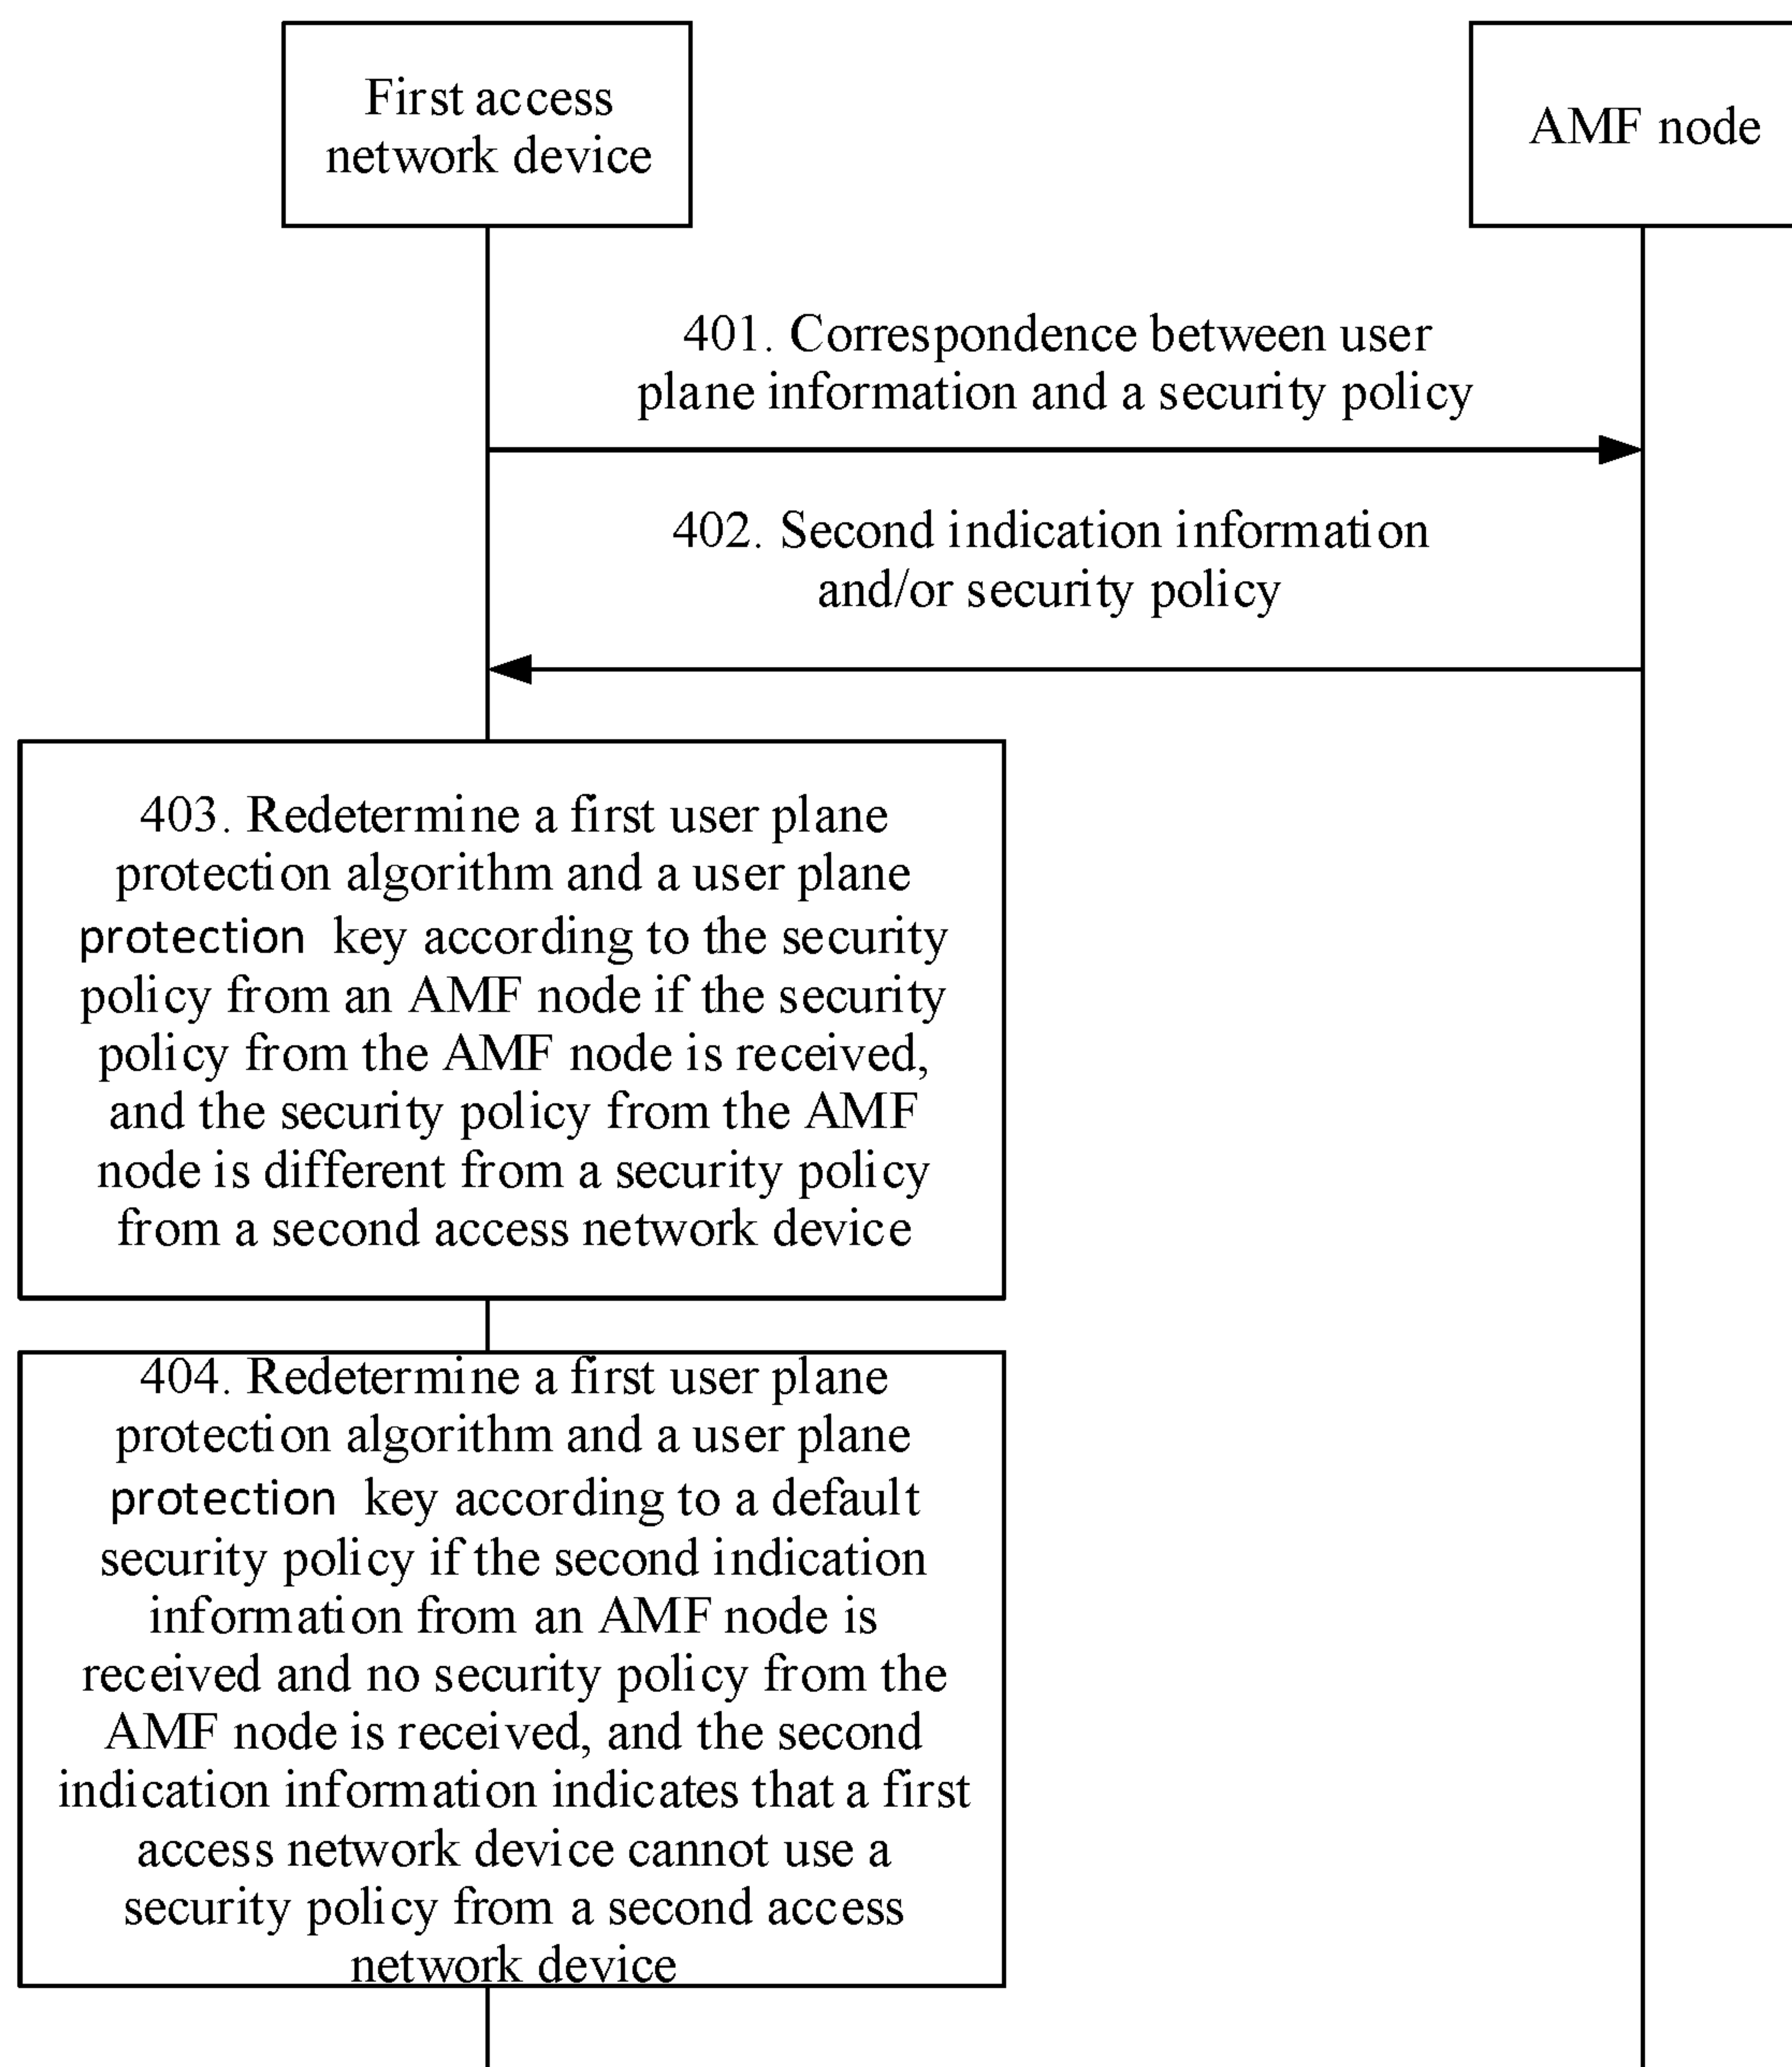 First access
network device
AMF node
401. Correspondence between user
plane information and a security policy
402. Second indication information
and/or security policy
403. Redetermine a first user plane
protection algorithm and a user plane
protection key according to the security
policy from an AMF node if the security
policy from the AMF node is received,
and the security policy from the AMF
node is different from a security policy
from a second access network device
404. Redetermine a first user plane
protection algorithm and a user plane
protection key according to a default
security policy if the second indication
information from an AMF node is
received and no security policy from the
AMF node is received, and the second
indication information indicates that a first
access network device cannot use a
security policy from a second access
network device